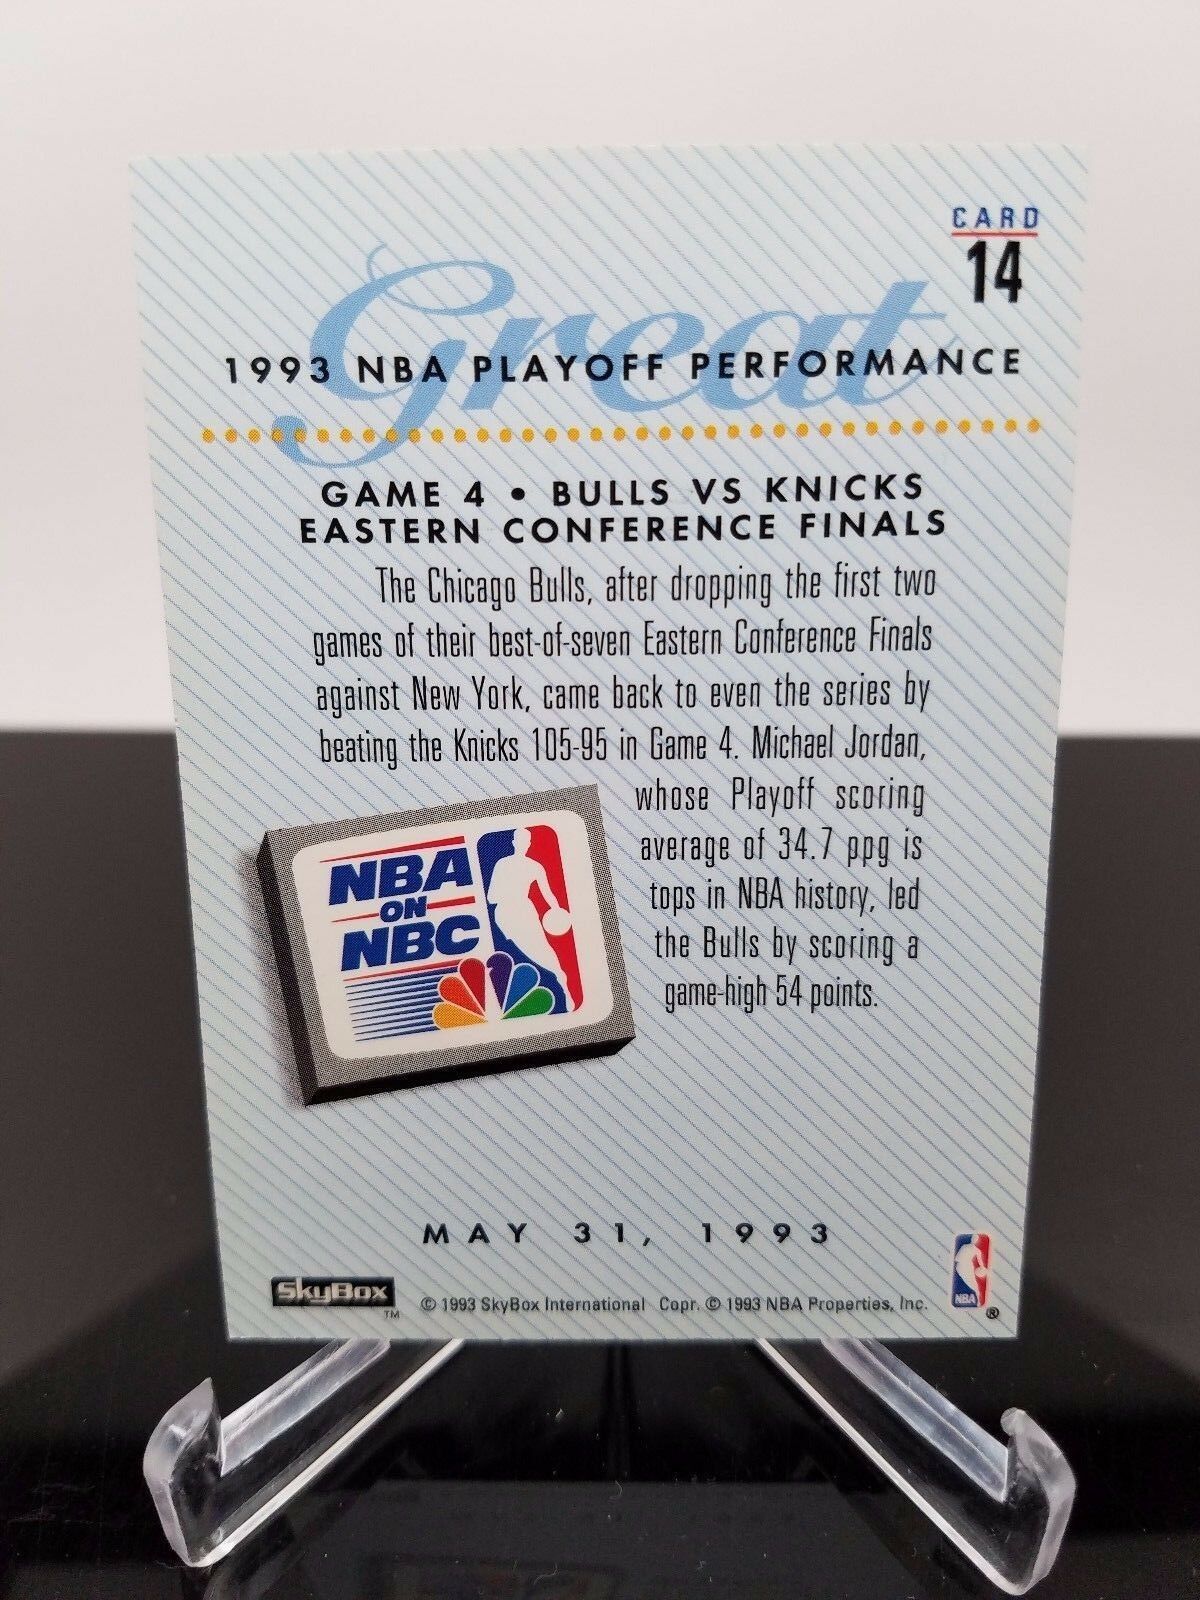 CARD
14
Great
1993 NBA PLAYOFF PERFORMANCE
GAME 4 • BULLS VS KNICKS
EASTERN CONFERENCE FINALS
The Chicago Bulls, after dropping the first two
games of their best-of-seven Eastern Conference Finals
against New York, came back to even the series by
beating the Knicks 105-95 in Game 4. Michael Jordan,
whose Playoff scoring
average of 34.7 ppg is
tops in NBA history, led
the Bulls by scoring a
game-high 54 points.
NBA
ON
NBC
MAY 31, 1993
SkyBox
TM
© 1993 SkyBox International Copr. © 1993 NBA Properties, Inc.
NBA
®